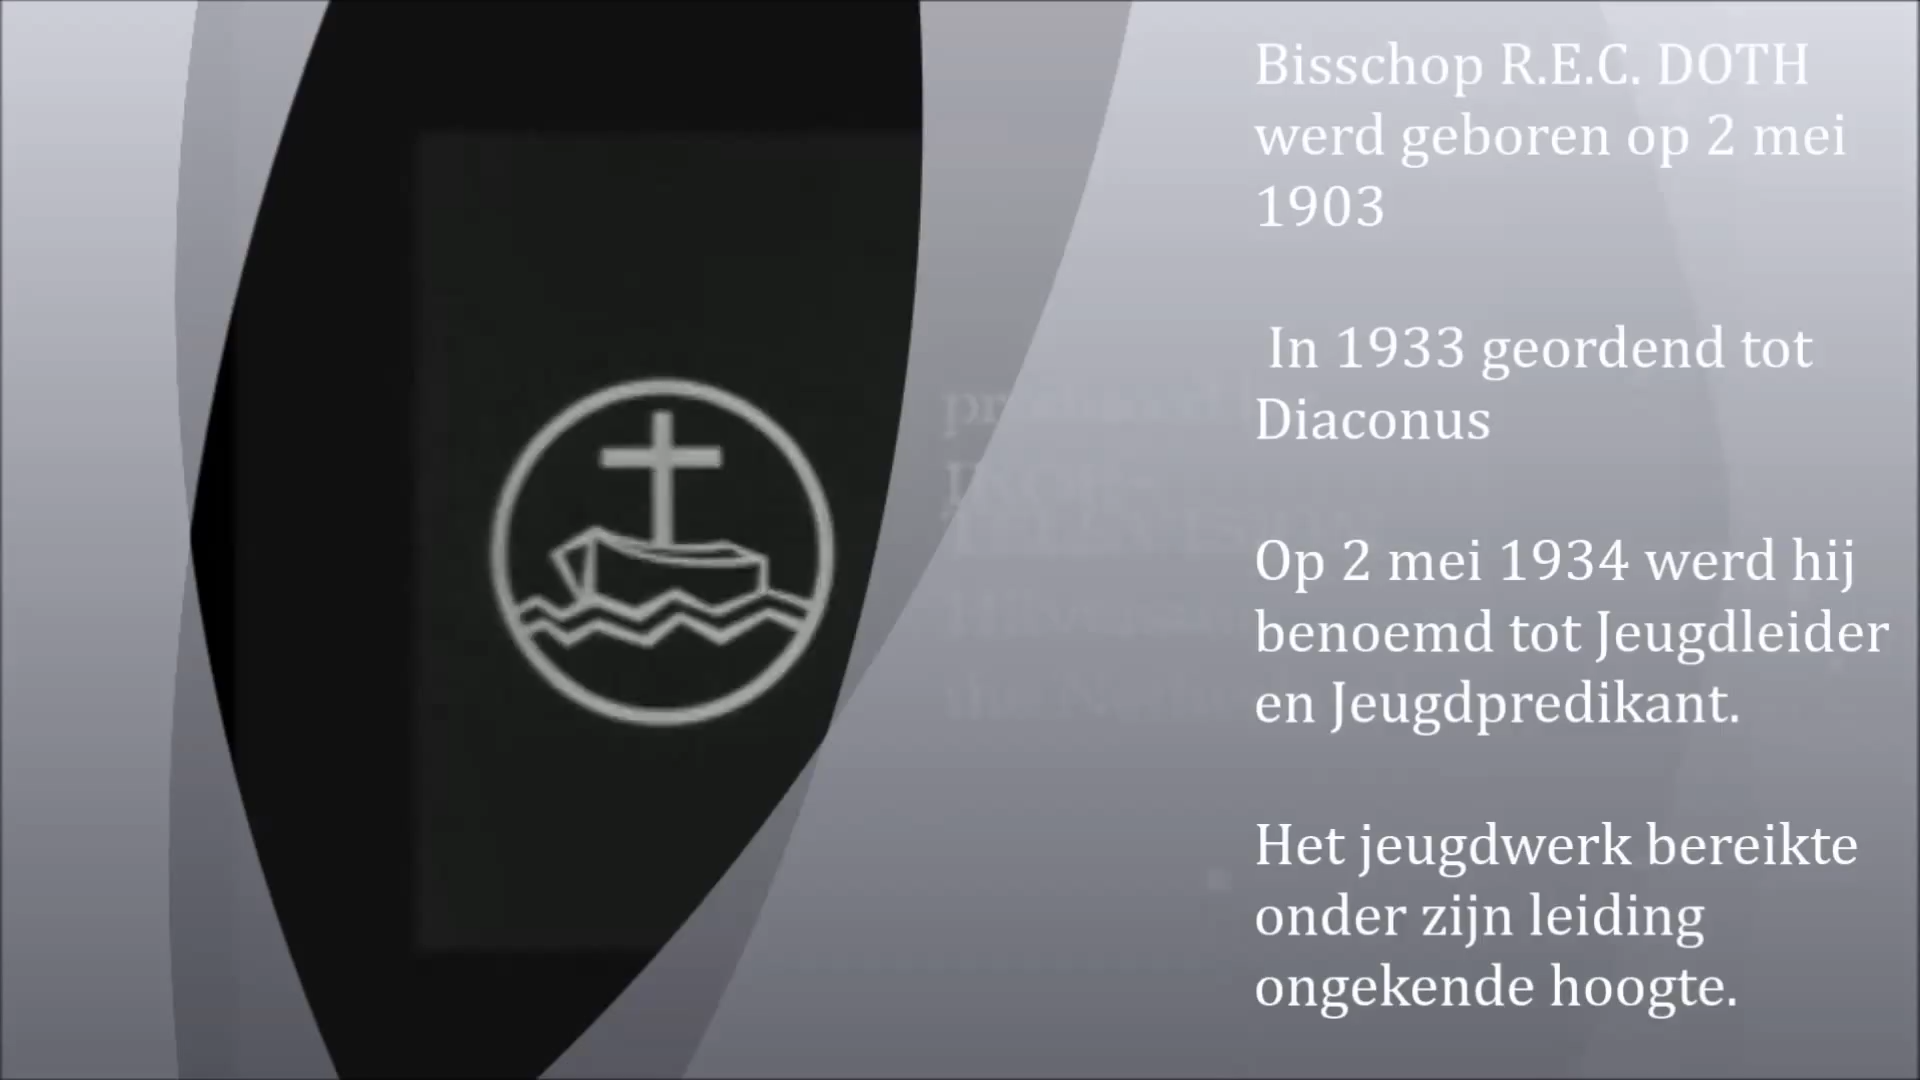 Bisschop R.E.C. DOTH
werd geboren op 2 mei
1903
In 1933 geordend tot
Diaconus
Op 2 mei 1934 werd hij
benoemd tot Jeugdleider
en Jeugdpredikant.
Het jeugdwerk bereikte
onder zijn leiding
ongekende hoogte.